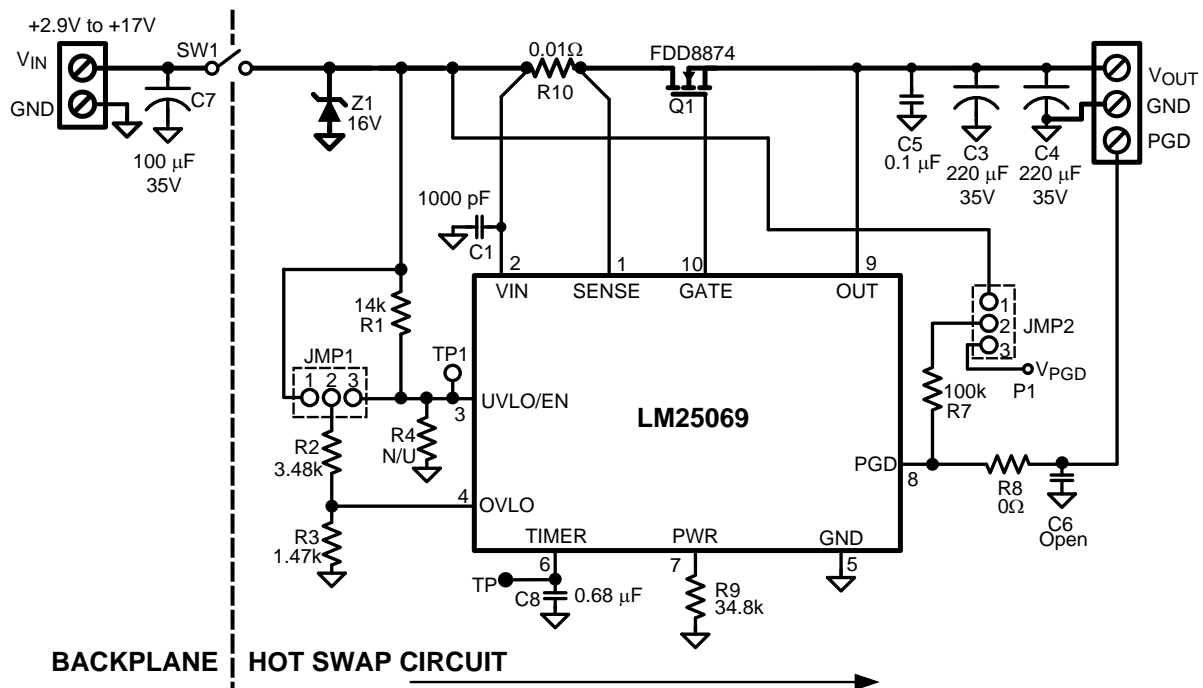 +2.9V to +17V
VIN
GND
SW1
C7
100 μF
35V
Z1
16V
0.01Ω
R10
FDD8874
Q1
C5
0.1 μF
C3
220 μF
35V
C4
220 μF
35V
VOUT
GND
PGD
1000 pF
C1
2
1
10
9
VIN
SENSE
GATE
OUT
14k
R1
JMP1
1 2 3
TP1
3
UVLO/EN
R4
N/U
R2
3.48k
4
OVLO
R3
1.47k
LM25069
1
2
3
JMP2
VPGD
P1
100k
R7
PGD
8
R8
0Ω
C6
Open
TIMER
PWR
GND
6
7
5
TP
C8
0.68 μF
R9
34.8k
BACKPLANE
HOT SWAP CIRCUIT